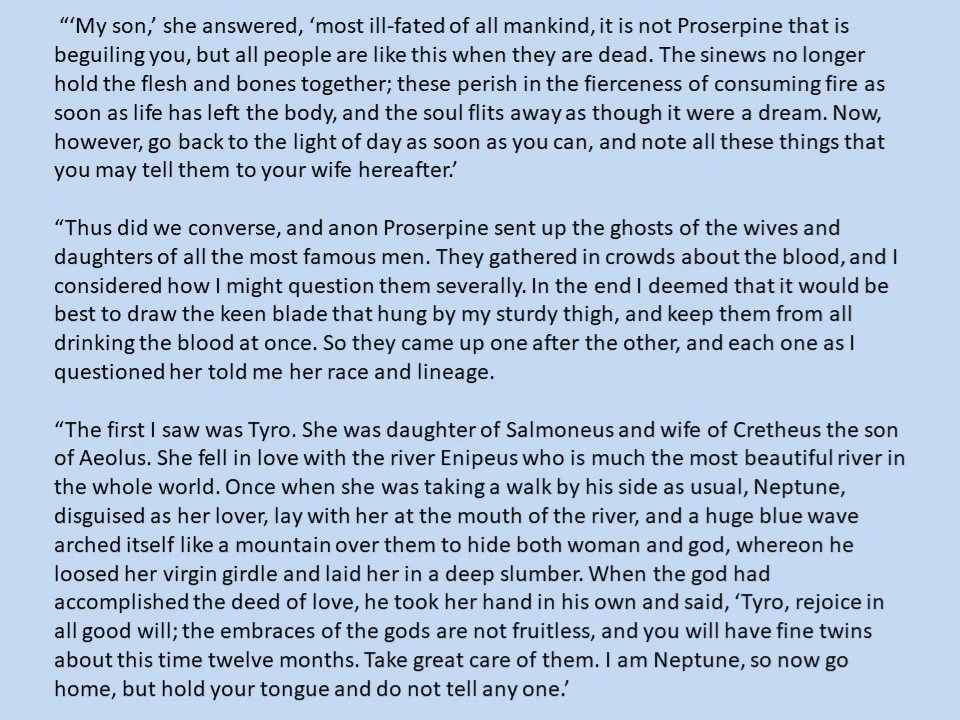 “‘My son,’ she answered, ‘most ill-fated of all mankind, it is not Proserpine that is
beguiling you, but all people are like this when they are dead. The sinews no longer
hold the flesh and bones together; these perish in the fierceness of consuming fire as
soon as life has left the body, and the soul flits away as though it were a dream. Now,
however, go back to the light of day as soon as you can, and note all these things that
you may tell them to your wife hereafter.’
“Thus did we converse, and anon Proserpine sent up the ghosts of the wives and
daughters of all the most famous men. They gathered in crowds about the blood, and I
considered how I might question them severally. In the end I deemed that it would be
best to draw the keen blade that hung by my sturdy thigh, and keep them from all
drinking the blood at once. So they came up one after the other, and each one as I
questioned her told me her race and lineage.
“The first I saw was Tyro. She was daughter of Salmoneus and wife of Cretheus the son
of Aeolus. She fell in love with the river Enipeus who is much the most beautiful river in
the whole world. Once when she was taking a walk by his side as usual, Neptune,
disguised as her lover, lay with her at the mouth of the river, and a huge blue wave
arched itself like a mountain over them to hide both woman and god, whereon he
loosed her virgin girdle and laid her in a deep slumber. When the god had
accomplished the deed of love, he took her hand in his own and said, ‘Tyro, rejoice in
all good will; the embraces of the gods are not fruitless, and you will have fine twins
about this time twelve months. Take great care of them. I am Neptune, so now go
home, but hold your tongue and do not tell any one.’